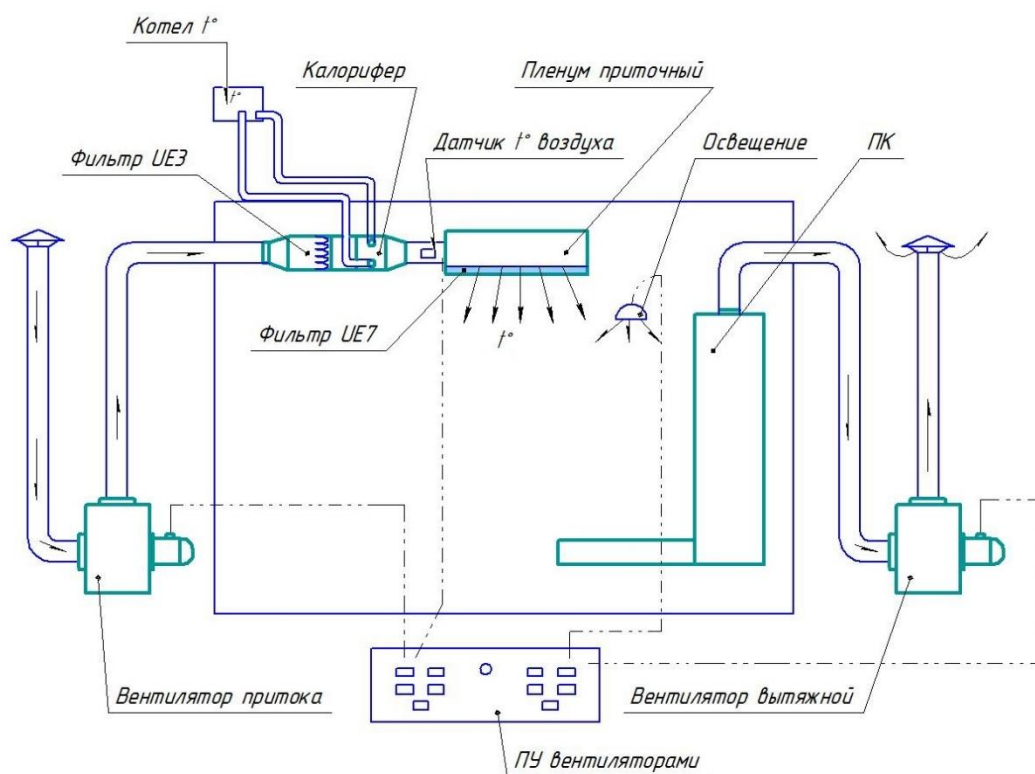 Котел t°
Калорифер
Пленум приточный
t°
Датчик t° воздуха
Освещение
ПК
Фильтр UE3
Фильтр UE7
t°
Вентилятор притока
Вентилятор вытяжной
ПУ вентиляторами